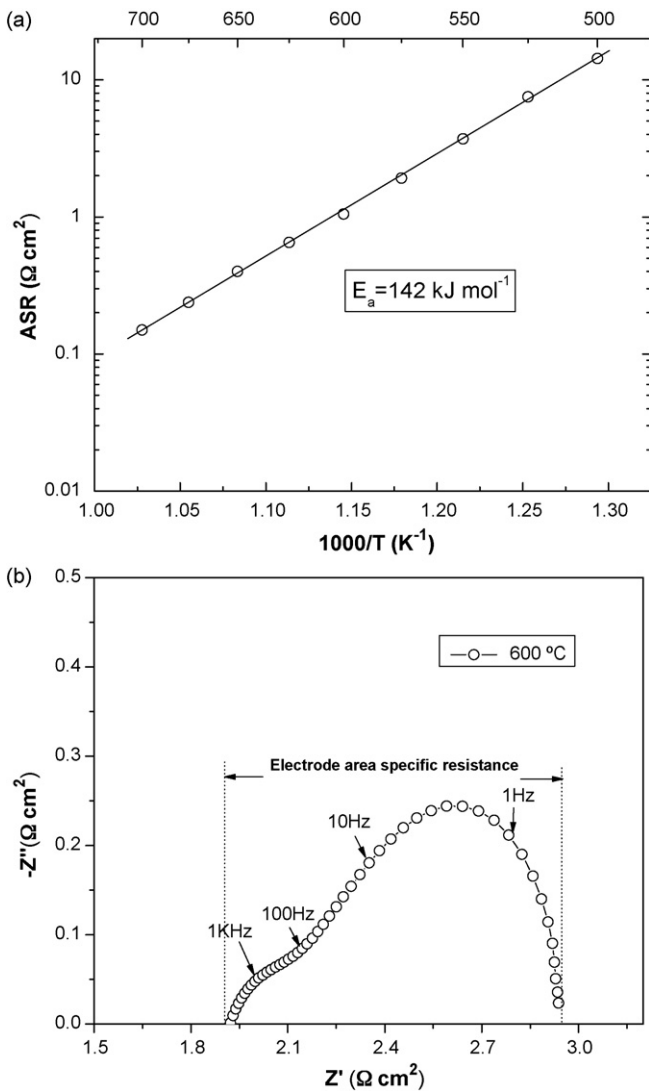 (a)
700 650 600 550 500
10
1
0.1
0.01
ASR (Ω cm²)
Eₐ=142 kJ mol⁻¹
1.00 1.05 1.10 1.15 1.20 1.25 1.30
1000/T (K⁻¹)
(b)
0.5
0.4
0.3
0.2
0.1
0.0
-Z''(Ω cm²)
600 ºC
Electrode area specific resistance
1Hz
10Hz
100Hz
1KHz
1.5 1.8 2.1 2.4 2.7 3.0
Z' (Ω cm²)